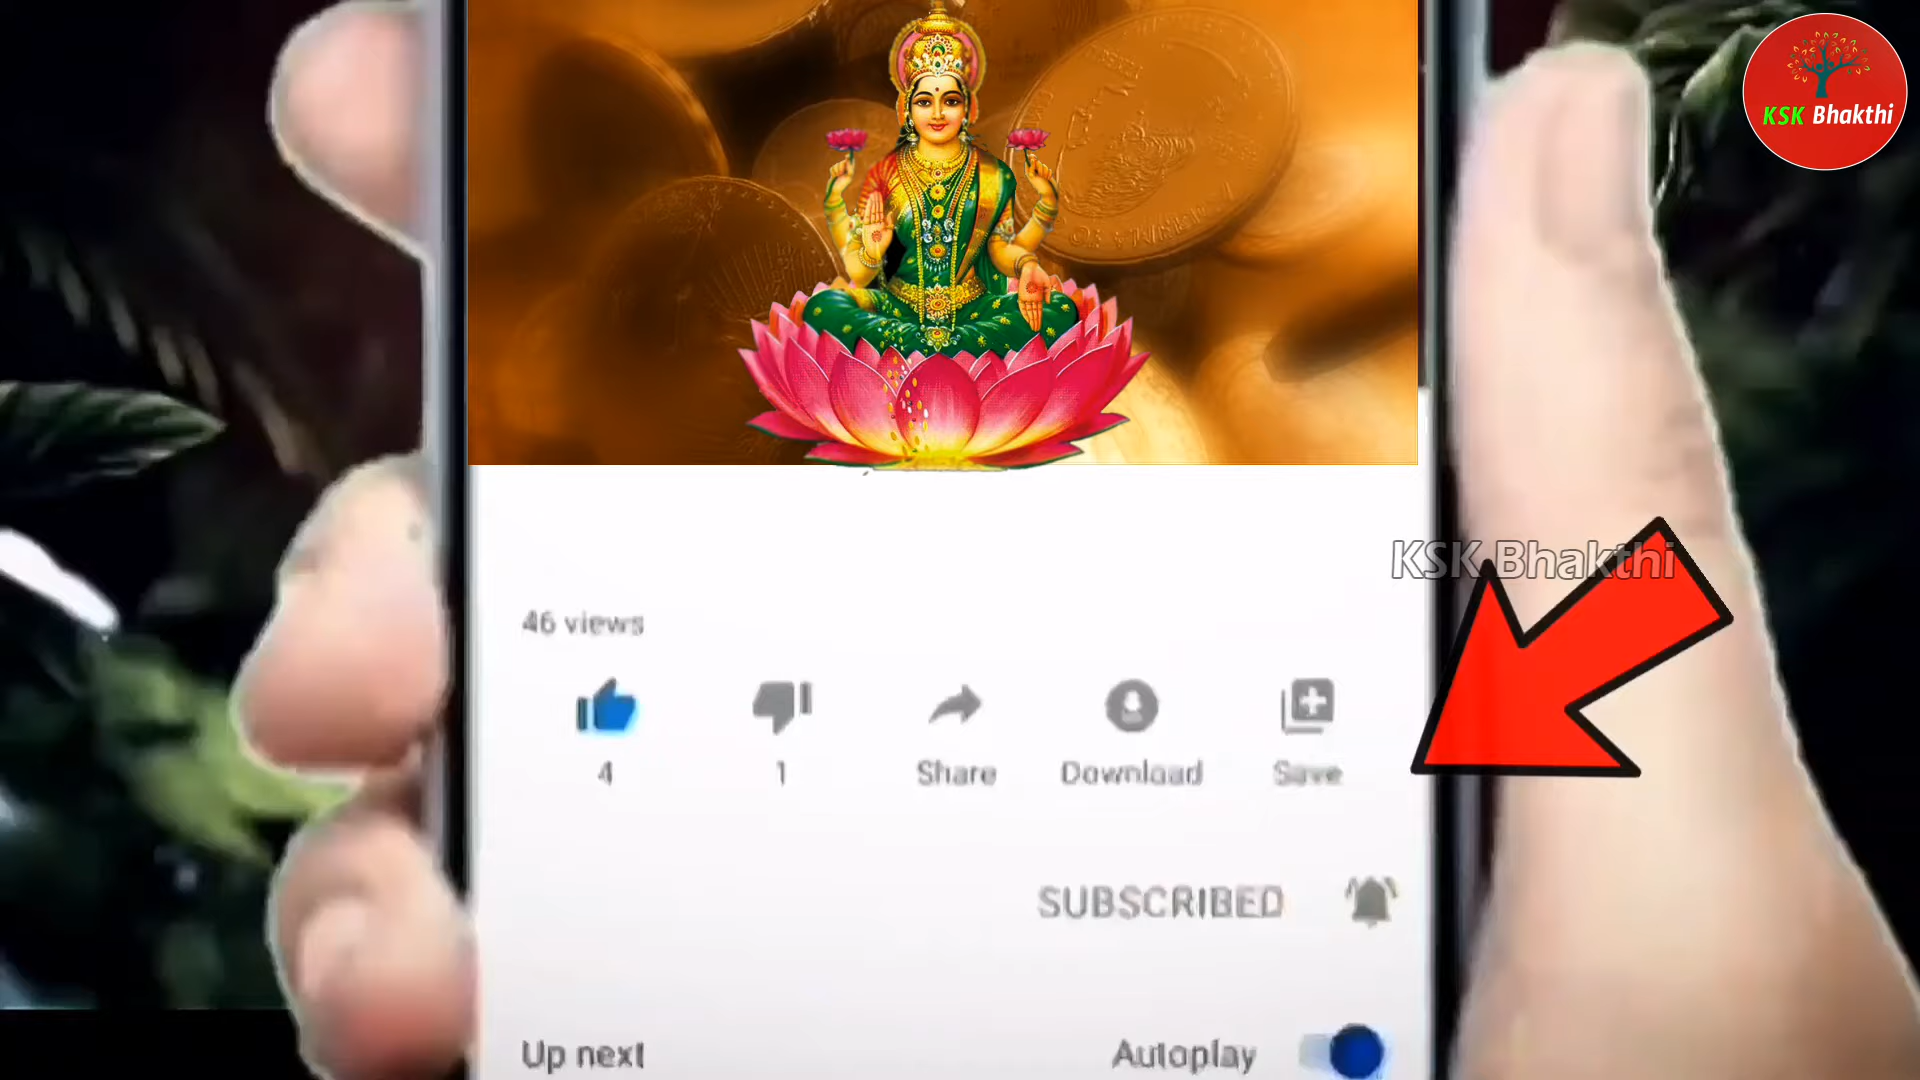 KSK Bhakthi
KSK Bhakthi
46 views
4
1
Share
Download
Save
SUBSCRIBED
Up next
Autoplay